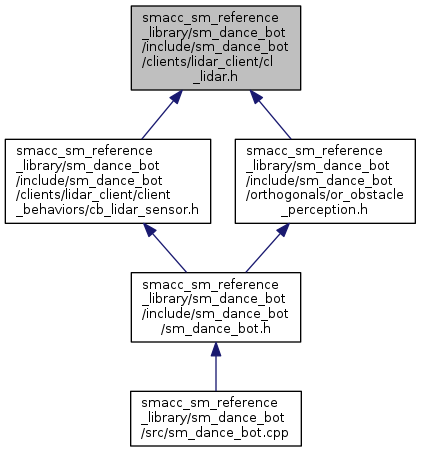 smacc_sm_reference
_library/sm_dance_bot
/include/sm_dance_bot
/clients/lidar_client/cl
_lidar.h
smacc_sm_reference
_library/sm_dance_bot
/include/sm_dance_bot
/clients/lidar_client/client
_behaviors/cb_lidar_sensor.h
smacc_sm_reference
_library/sm_dance_bot
/include/sm_dance_bot
/orthogonals/or_obstacle
_perception.h
smacc_sm_reference
_library/sm_dance_bot
/include/sm_dance_bot
/sm_dance_bot.h
smacc_sm_reference
_library/sm_dance_bot
/src/sm_dance_bot.cpp